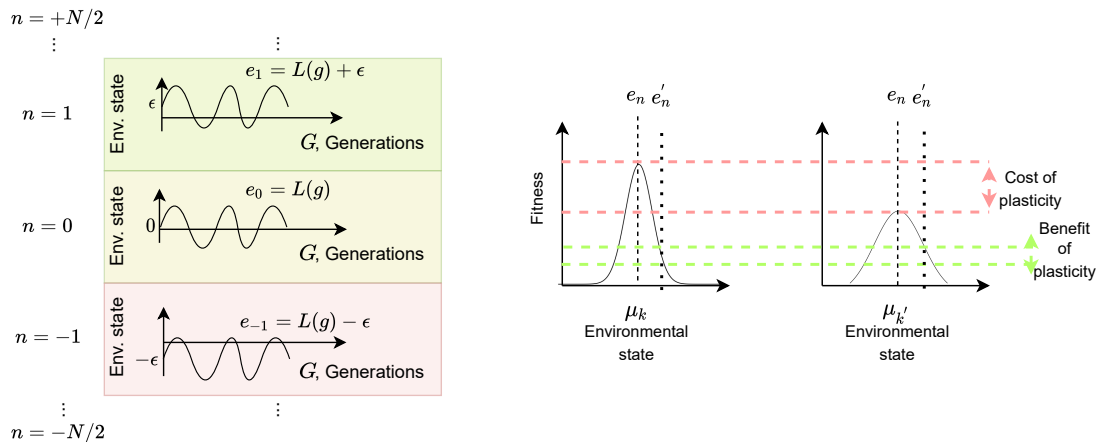 n = +N/2
⋮ ⋮
Env. state
e₁ = L(g) + ϵ
ϵ
n = 1
G, Generations
Env. state
e₀ = L(g)
0
n = 0
G, Generations
Env. state
e₋₁ = L(g) − ϵ
−ϵ
n = −1
G, Generations
⋮ ⋮
n = −N/2
Fitness
eₙ e′ₙ
μₖ
Environmental
state
eₙ e′ₙ
μₖ′
Environmental
state
Cost of
plasticity
Benefit
of
plasticity